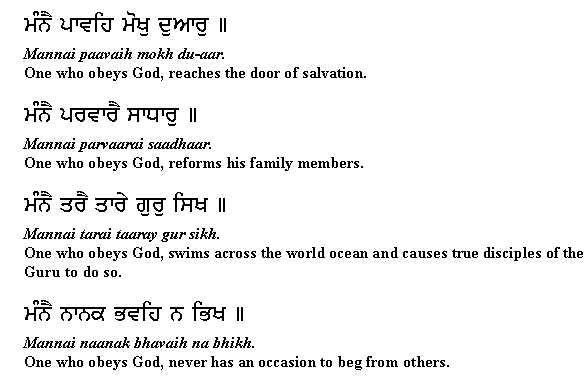 ਮੰਨੈ ਪਾਵਹਿ ਮੋਖੁ ਦੁਆਰੁ ॥
Mannai paavaih mokh du-aar.
One who obeys God, reaches the door of salvation.
ਮੰਨੈ ਪਰਵਾਰੈ ਸਾਧਾਰੁ ॥
Mannai parvaarai saadhaar.
One who obeys God, reforms his family members.
ਮੰਨੈ ਤਰੈ ਤਾਰੇ ਗੁਰੁ ਸਿਖ ॥
Mannai tarai taaray gur sikh.
One who obeys God, swims across the world ocean and causes true disciples of the
Guru to do so.
ਮੰਨੈ ਨਾਨਕ ਭਵਹਿ ਨ ਭਿਖ ॥
Mannai naanak bhavaih na bhikh.
One who obeys God, never has an occasion to beg from others.